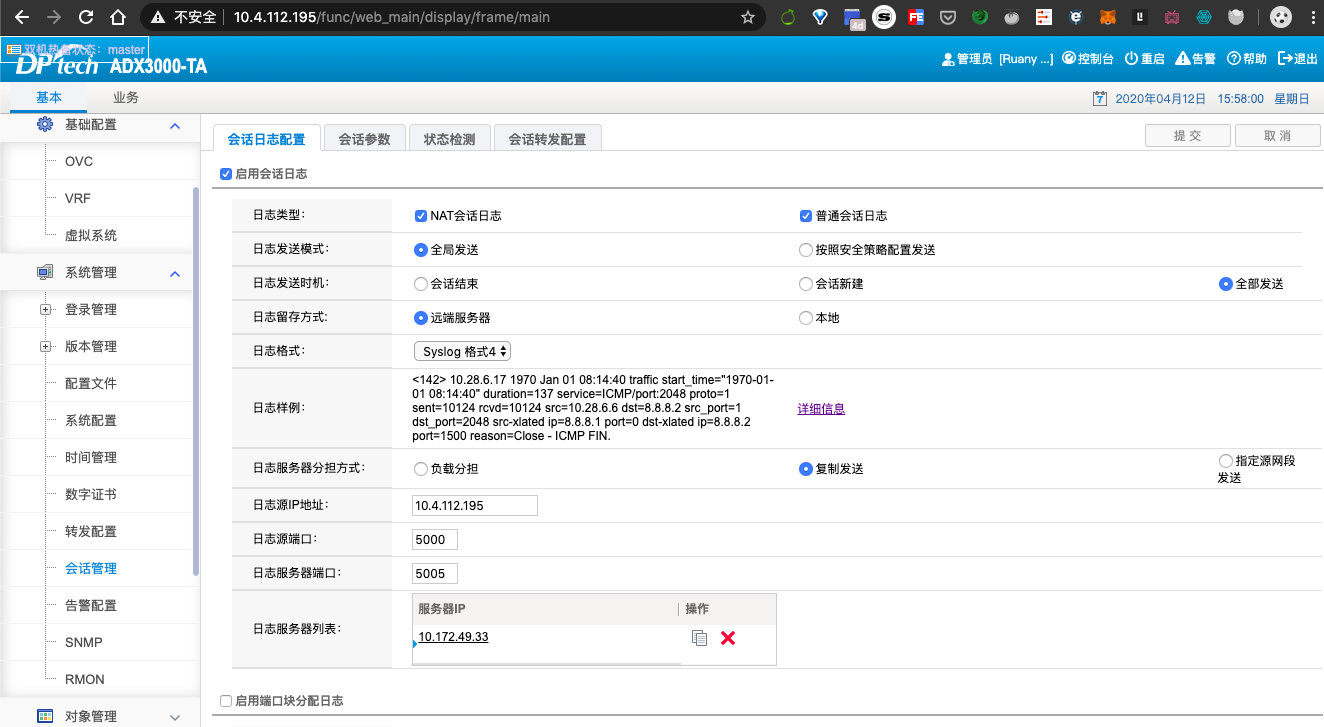 不安全 10.4.112.195/func/web_main/display/frame/main
4d
双机热备状态: master
DPtech ADX3000-TA
管理员 [Ruany ...] 控制台 重启 告警 帮助 退出
基本 业务
7 2020年04月12日 15:58:00 星期日
基础配置
OVC
VRF
虚拟系统
系统管理
登录管理
版本管理
配置文件
系统配置
时间管理
数字证书
转发配置
会话管理
告警配置
SNMP
RMON
对象管理
会话日志配置 会话参数 状态检测 会话转发配置 提交 取消
启用会话日志
日志类型: NAT会话日志 普通会话日志
日志发送模式: 全局发送 按照安全策略配置发送
日志发送时机: 会话结束 会话新建 全部发送
日志留存方式: 远端服务器 本地
日志格式: Syslog 格式4
日志样例:
<142> 10.28.6.17 1970 Jan 01 08:14:40 traffic start_time="1970-01-
01 08:14:40" duration=137 service=ICMP/port:2048 proto=1
sent=10124 rcvd=10124 src=10.28.6.6 dst=8.8.8.2 src_port=1
dst_port=2048 src-xlated ip=8.8.8.1 port=0 dst-xlated ip=8.8.8.2
port=1500 reason=Close - ICMP FIN.
详细信息
日志服务器分担方式: 负载分担 复制发送 指定源网段
发送
日志源IP地址: 10.4.112.195
日志源端口: 5000
日志服务器端口: 5005
日志服务器列表:
服务器IP 操作
10.172.49.33
启用端口块分配日志